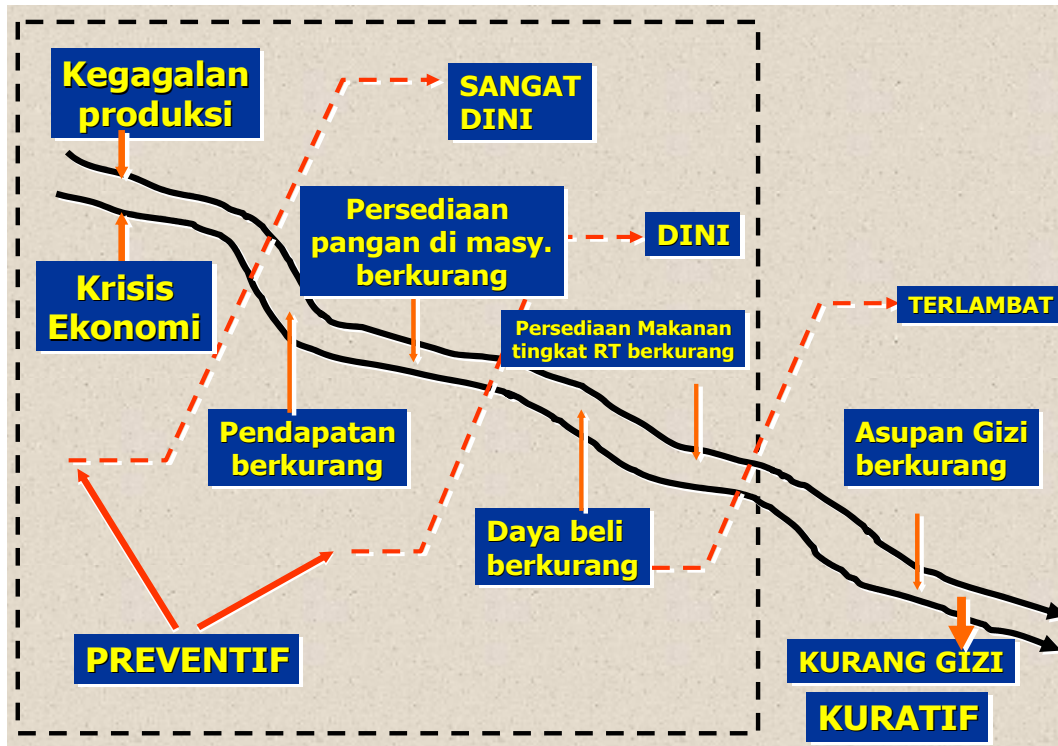 Kegagalan
produksi
SANGAT
DINI
Persediaan
pangan di masy.
berkurang
DINI
Krisis
Ekonomi
Persediaan Makanan
tingkat RT berkurang
TERLAMBAT
Pendapatan
berkurang
Asupan Gizi
berkurang
Daya beli
berkurang
PREVENTIF
KURANG GIZI
KURATIF